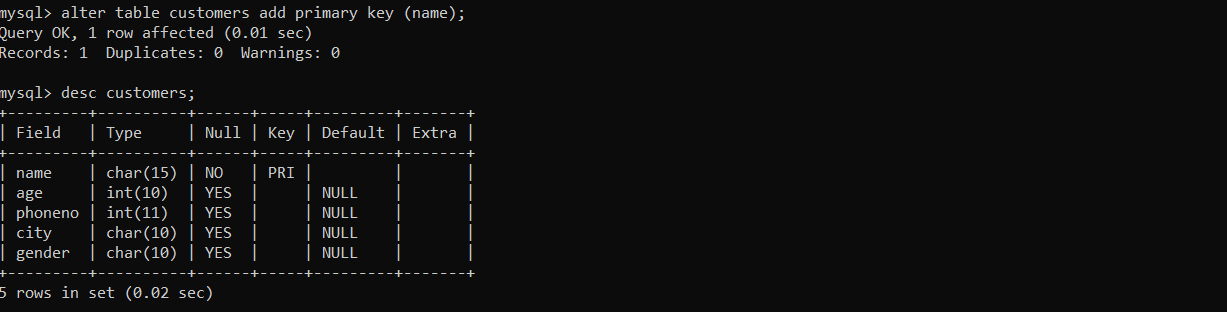 mysql> alter table customers add primary key (name);
Query OK, 1 row affected (0.01 sec)
Records: 1  Duplicates: 0  Warnings: 0

mysql> desc customers;
+---------+----------+------+-----+---------+-------+
| Field   | Type     | Null | Key | Default | Extra |
+---------+----------+------+-----+---------+-------+
| name    | char(15) | NO   | PRI |         |       |
| age     | int(10)  | YES  |     | NULL    |       |
| phoneno | int(11)  | YES  |     | NULL    |       |
| city    | char(10) | YES  |     | NULL    |       |
| gender  | char(10) | YES  |     | NULL    |       |
+---------+----------+------+-----+---------+-------+
5 rows in set (0.02 sec)